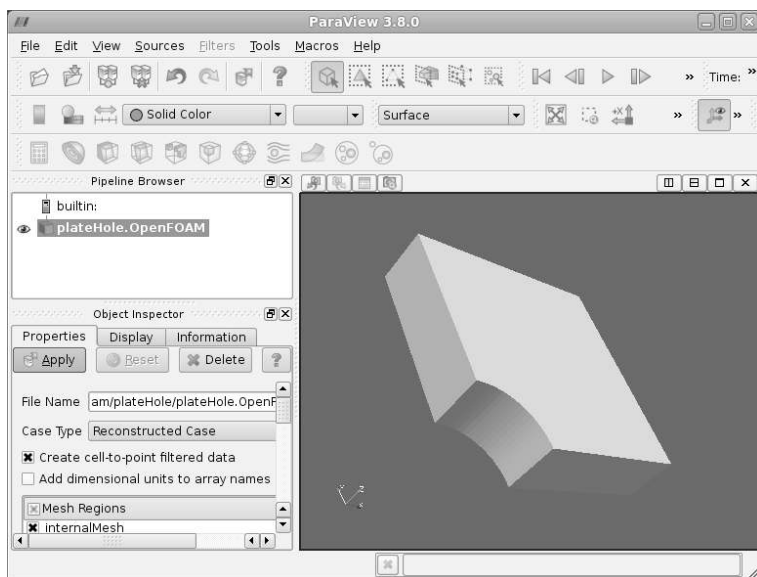 ParaView 3.8.0
File Edit View Sources Filters Tools Macros Help
» Time: »
Solid Color Surface » »
Pipeline Browser
builtin:
plateHole.OpenFOAM
Object Inspector
Properties Display Information
Apply Reset Delete ?
File Name am/plateHole/plateHole.OpenF
Case Type Reconstructed Case
Create cell-to-point filtered data
Add dimensional units to array names
Mesh Regions
internalMesh